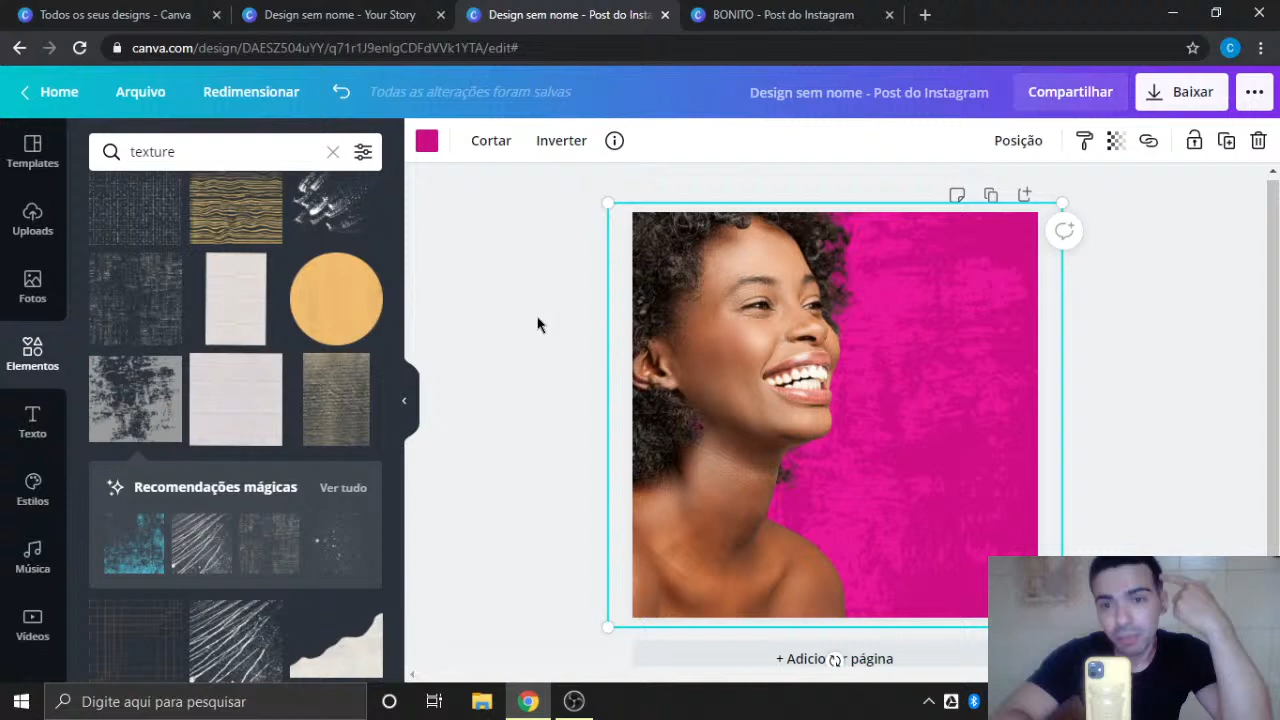 Todos os seus designs - Canva
Design sem nome - Your Story
Design sem nome - Post do Insta
BONITO - Post do Instagram
canva.com/design/DAESZ504uYY/q71r1J9enIgCDFdVVk1YTA/edit#
C
Home
Arquivo
Redimensionar
Todas as alterações foram salvas
Design sem nome - Post do Instagram
Compartilhar
Baixar
Templates
Uploads
Fotos
Elementos
Texto
Estilos
Música
Vídeos
texture
Recomendações mágicas
Ver tudo
Cortar
Inverter
Posição
+ Adicio r página
Digite aqui para pesquisar